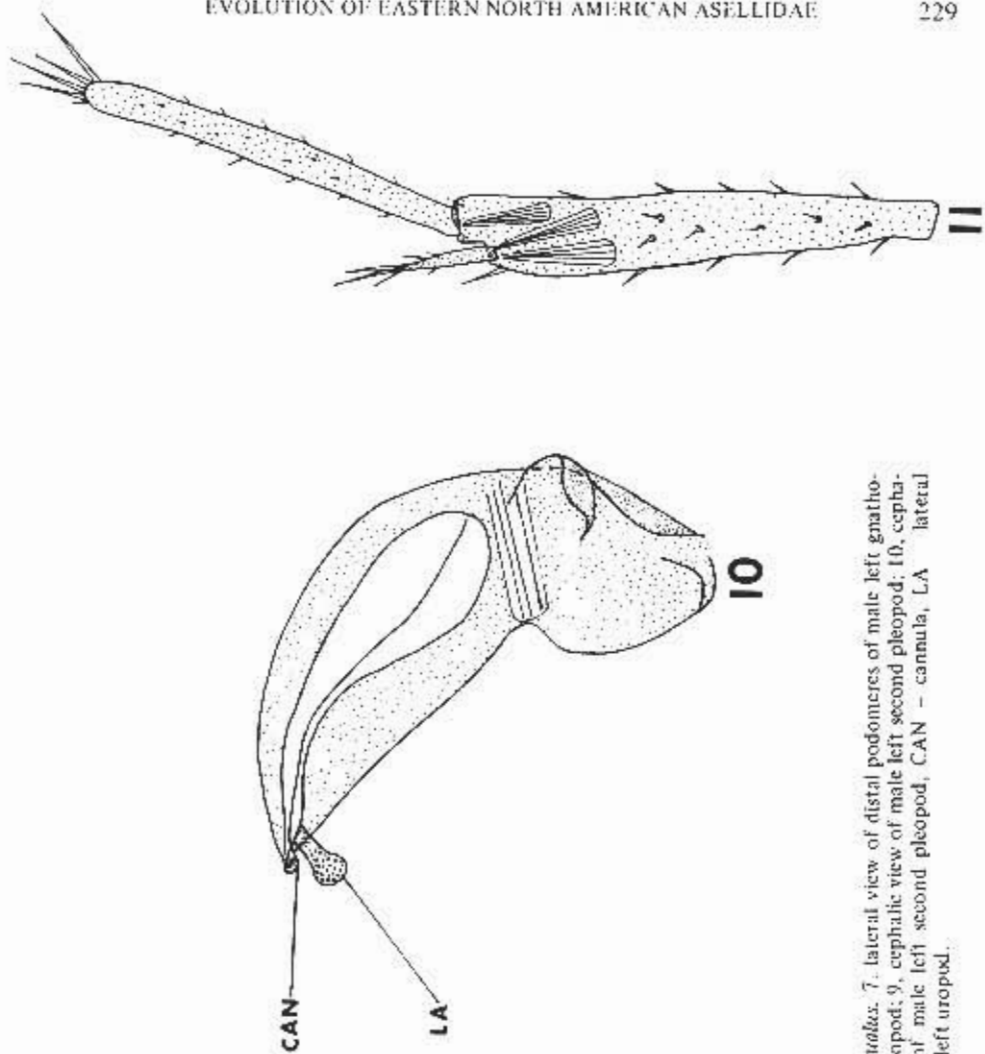 EVOLUTION OF EASTERN NORTH AMERICAN ASELLIDAE 229
11
10
CAN
LA
7. lateral view of distal podomeres of male left gnatho-
9, cephalic view of male left second pleopod; 10, cepha-
male left second pleopod, CAN – cannula, LA lateral
left uropod.